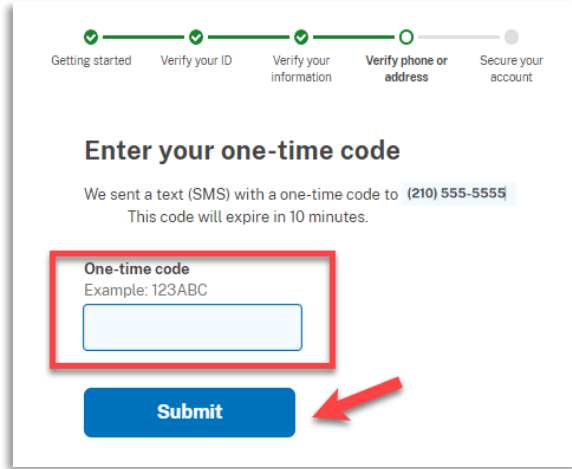 Getting started Verify your ID Verify your information Verify phone or address Secure your account
Enter your one-time code
We sent a text (SMS) with a one-time code to (210) 555-5555
This code will expire in 10 minutes.
One-time code
Example: 123ABC
Submit